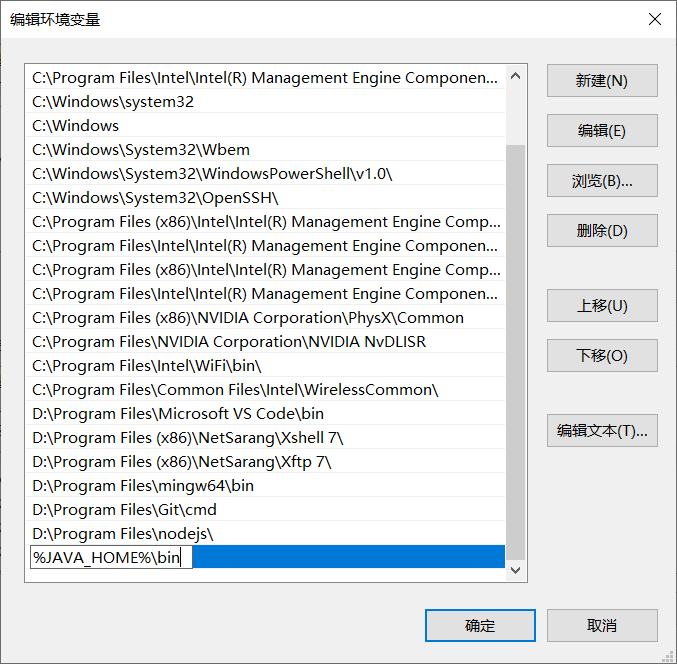 编辑环境变量
C:\Program Files\Intel\Intel(R) Management Engine Componen...
C:\Windows\system32
C:\Windows
C:\Windows\System32\Wbem
C:\Windows\System32\WindowsPowerShell\v1.0\
C:\Windows\System32\OpenSSH\
C:\Program Files (x86)\Intel\Intel(R) Management Engine Comp...
C:\Program Files\Intel\Intel(R) Management Engine Componen...
C:\Program Files (x86)\Intel\Intel(R) Management Engine Comp...
C:\Program Files\Intel\Intel(R) Management Engine Componen...
C:\Program Files (x86)\NVIDIA Corporation\PhysX\Common
C:\Program Files\NVIDIA Corporation\NVIDIA NvDLISR
C:\Program Files\Intel\WiFi\bin\
C:\Program Files\Common Files\Intel\WirelessCommon\
D:\Program Files\Microsoft VS Code\bin
D:\Program Files (x86)\NetSarang\Xshell 7\
D:\Program Files (x86)\NetSarang\Xftp 7\
D:\Program Files\mingw64\bin
D:\Program Files\Git\cmd
D:\Program Files\nodejs\
%JAVA_HOME%\bin
新建(N)
编辑(E)
浏览(B)...
删除(D)
上移(U)
下移(O)
编辑文本(T)...
确定
取消